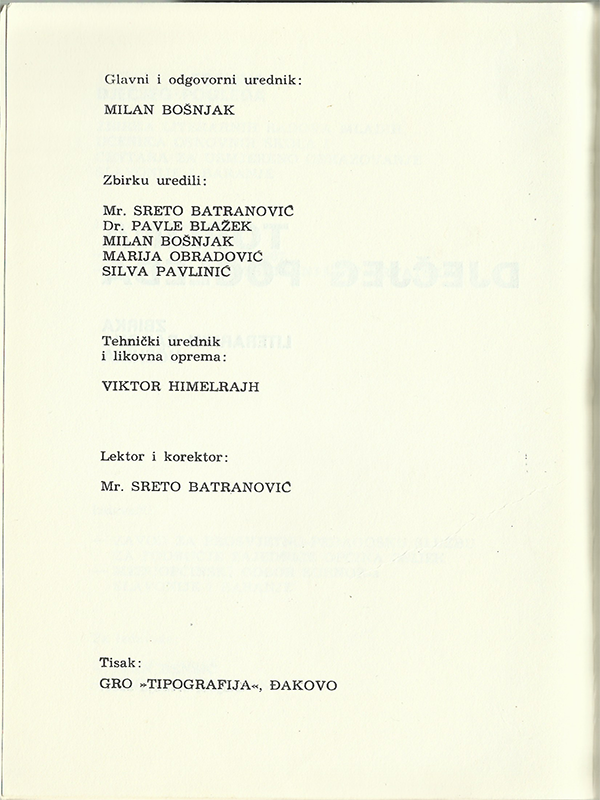 Glavni i odgovorni urednik:
MILAN BOŠNJAK
Zbirku uredili:
Mr. SRETO BATRANOVIĆ
Dr. PAVLE BLAŽEK
MILAN BOŠNJAK
MARIJA OBRADOVIĆ
SILVA PAVLINIĆ
Tehnički urednik
i likovna oprema:
VIKTOR HIMELRAJH
Lektor i korektor:
Mr. SRETO BATRANOVIĆ
Tisak:
GRO »TIPOGRAFIJA«, ĐAKOVO